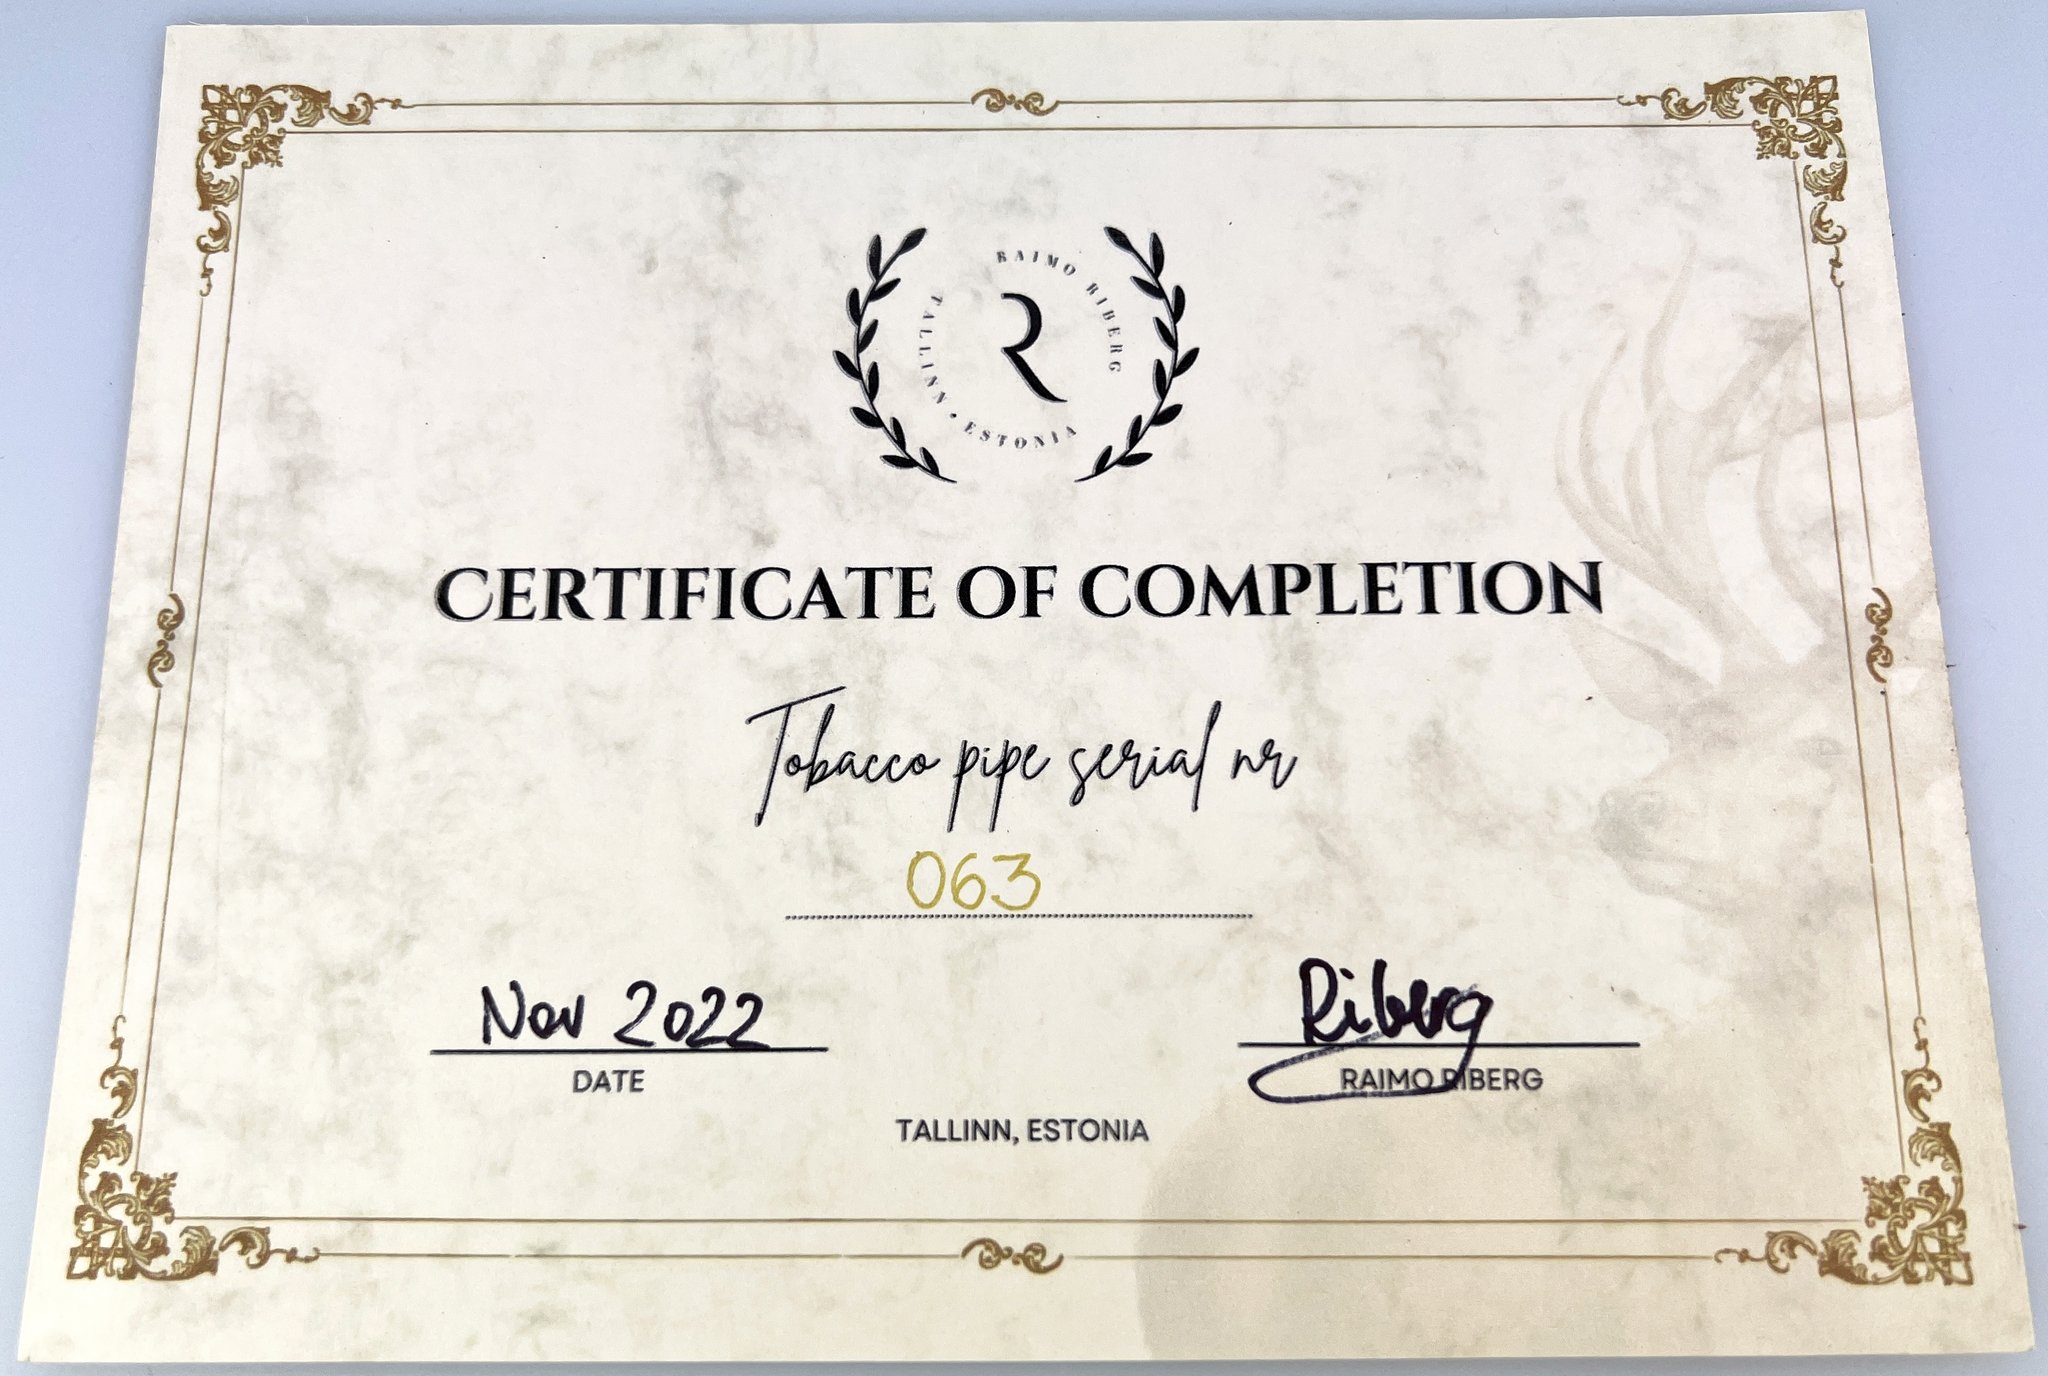 RAIMO RIBERG
TALLINN • ESTONIA
R
CERTIFICATE OF COMPLETION
Tobacco pipe serial nr
063
Nov 2022
Riberg
DATE
RAIMO RIBERG
TALLINN, ESTONIA